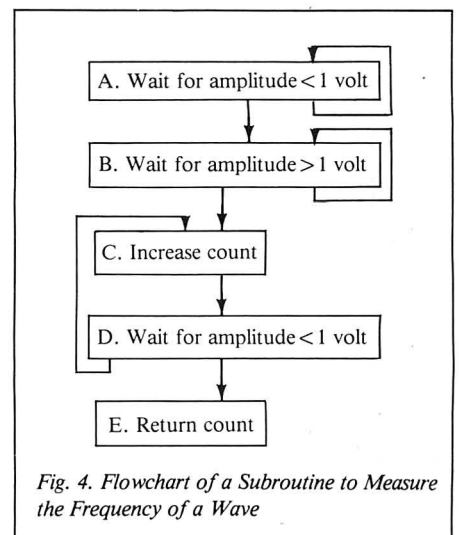 A. Wait for amplitude < 1 volt
B. Wait for amplitude > 1 volt
C. Increase count
D. Wait for amplitude < 1 volt
E. Return count
Fig. 4. Flowchart of a Subroutine to Measure
the Frequency of a Wave